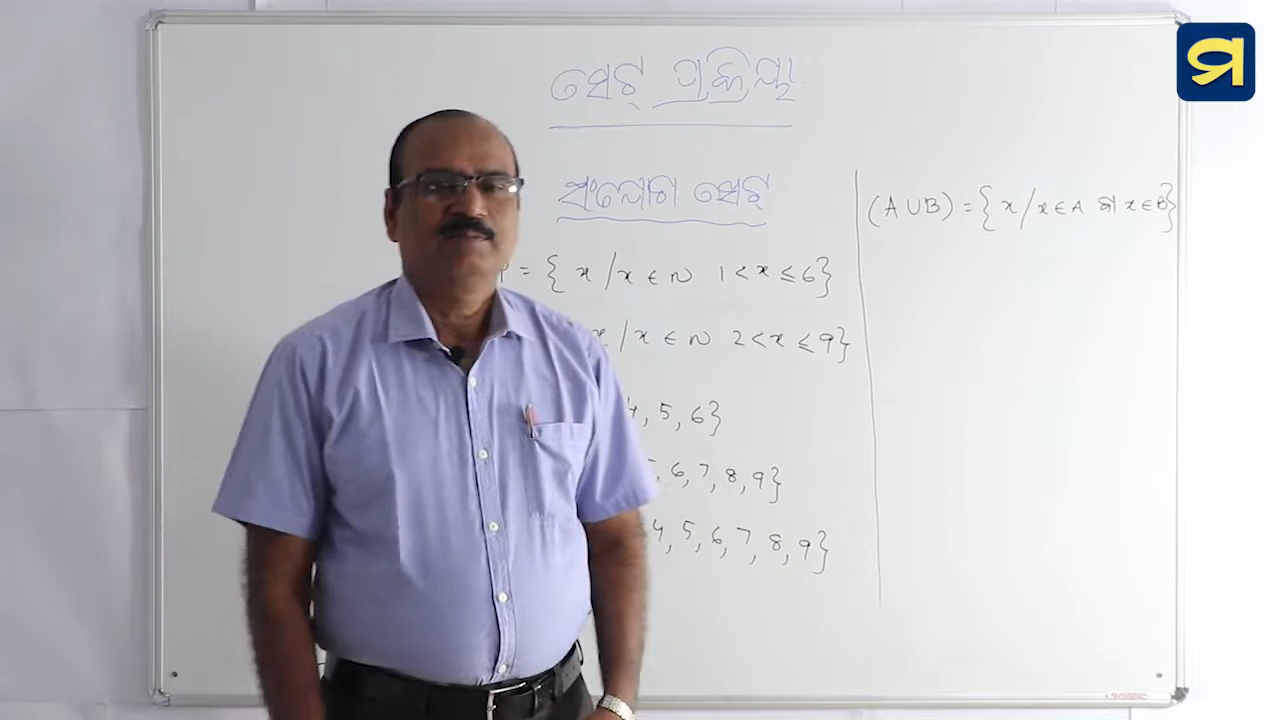 ସେଟ୍ ପ୍ରକ୍ରିୟା
ସଂଯୋଗ ସେଟ୍
= { x / x ∈ N 1 < x ≤ 6}
x / x ∈ N 2 < x ≤ 9}
4, 5, 6}
6, 7, 8, 9}
4, 5, 6, 7, 8, 9}
(A ∪ B) = { x / x ∈ A ବା x ∈ B}
ମ